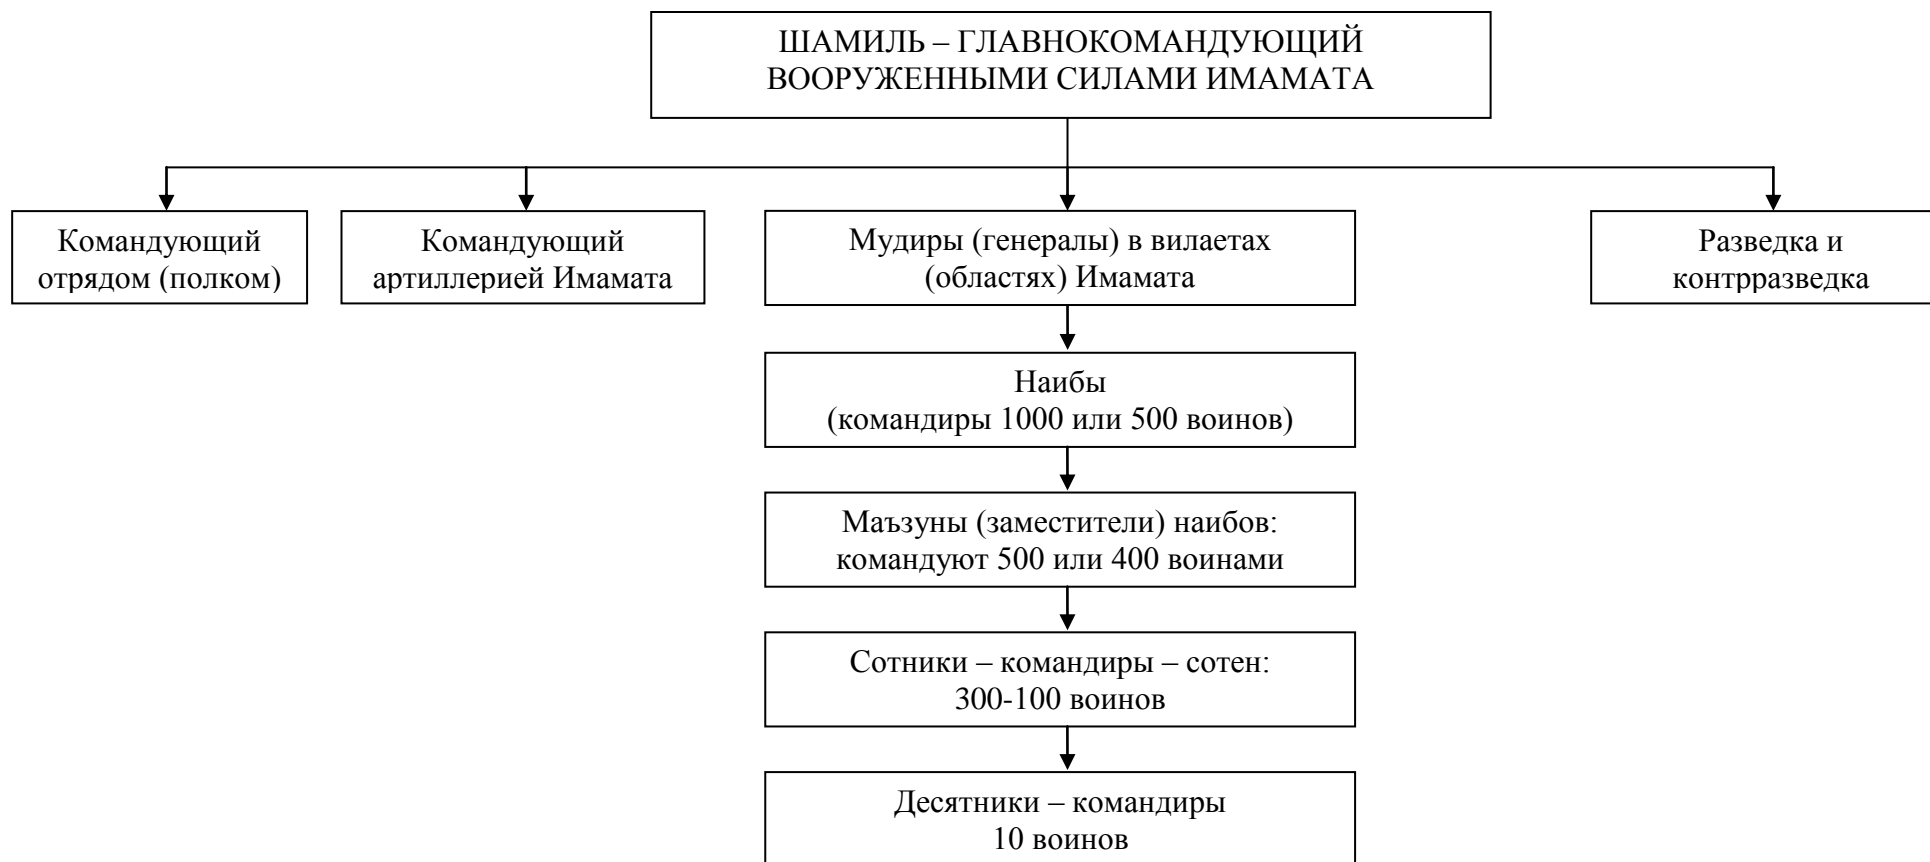 ШАМИЛЬ – ГЛАВНОКОМАНДУЮЩИЙ
ВООРУЖЕННЫМИ СИЛАМИ ИМАМАТА
Командующий
отрядом (полком)
Командующий
артиллерией Имамата
Мудиры (генералы) в вилаетах
(областях) Имамата
Разведка и
контрразведка
Наибы
(командиры 1000 или 500 воинов)
Маъзуны (заместители) наибов:
командуют 500 или 400 воинами
Сотники – командиры – сотен:
300-100 воинов
Десятники – командиры
10 воинов